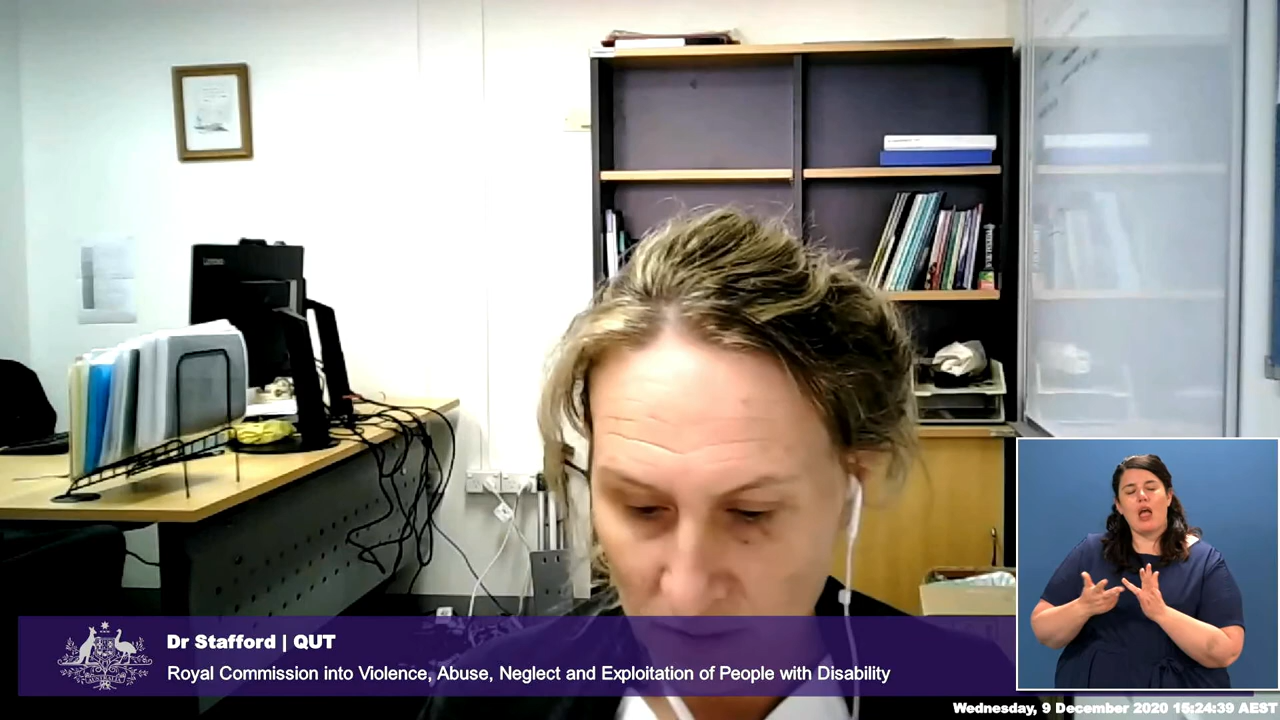 Dr Stafford | QUT
Royal Commission into Violence, Abuse, Neglect and Exploitation of People with Disability
Wednesday, 9 December 2020 15:24:39 AEST